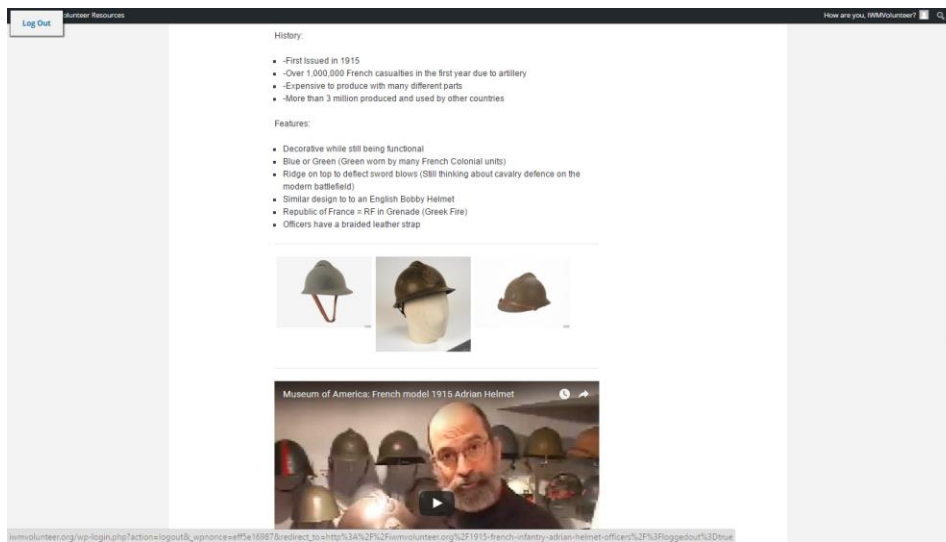 Log Out
olunteer Resources
How are you, IWMVolunteer?
History:
-First Issued in 1915
-Over 1,000,000 French casualties in the first year due to artillery
-Expensive to produce with many different parts
-More than 3 million produced and used by other countries
Features:
Decorative while still being functional
Blue or Green (Green worn by many French Colonial units)
Ridge on top to deflect sword blows (Still thinking about cavalry defence on the
modern battlefield)
Similar design to to an English Bobby Helmet
Republic of France = RF in Grenade (Greek Fire)
Officers have a braided leather strap
Museum of America: French model 1915 Adrian Helmet
iwmvolunteer.org/wp-login.php?action=logout&_wpnonce=eff5e16987&redirect_to=http%3A%2F%2Fiwmvolunteer.org%2F1915-french-infantry-adrian-helmet-officers%2F%3Floggedout%3Dtrue